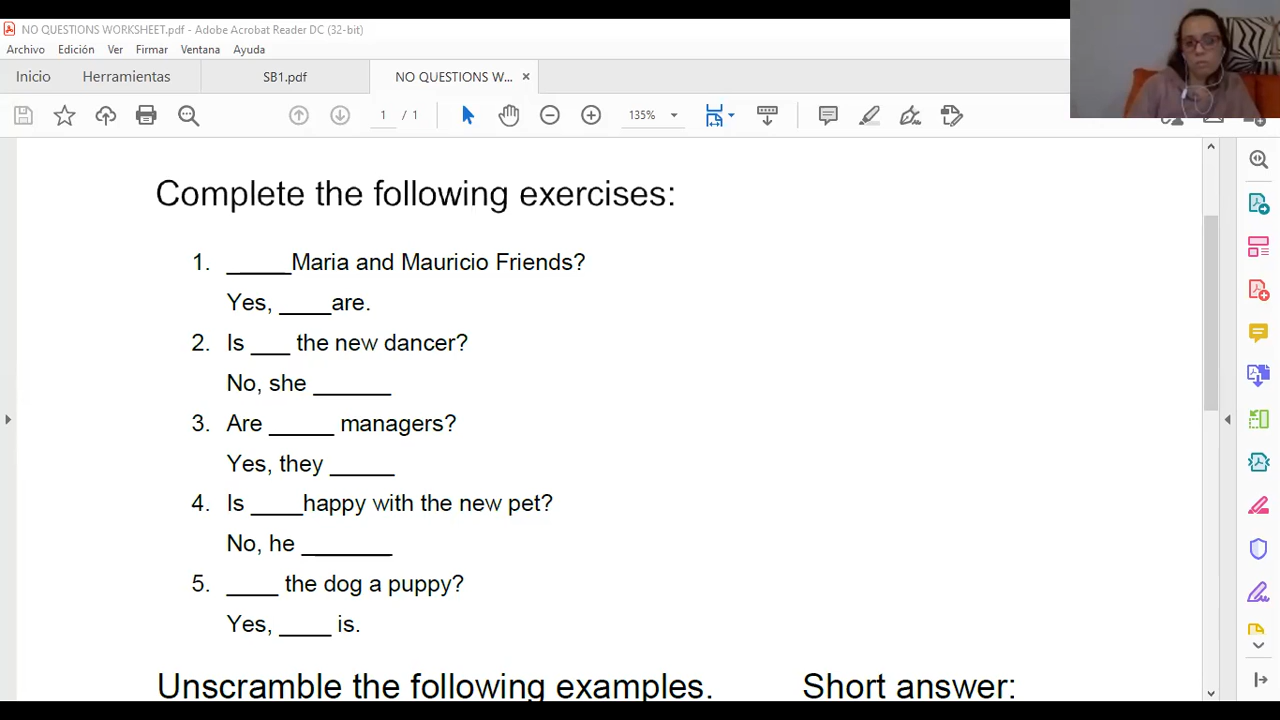 NO QUESTIONS WORKSHEET.pdf - Adobe Acrobat Reader DC (32-bit)
Archivo Edición Ver Firmar Ventana Ayuda
Inicio Herramientas SB1.pdf NO QUESTIONS W... ×
1 / 1 135%
Complete the following exercises:
1. _____Maria and Mauricio Friends?
Yes, ____are.
2. Is ___ the new dancer?
No, she ______
3. Are _____ managers?
Yes, they _____
4. Is ____happy with the new pet?
No, he _______
5. ____ the dog a puppy?
Yes, ____ is.
Unscramble the following examples. Short answer: